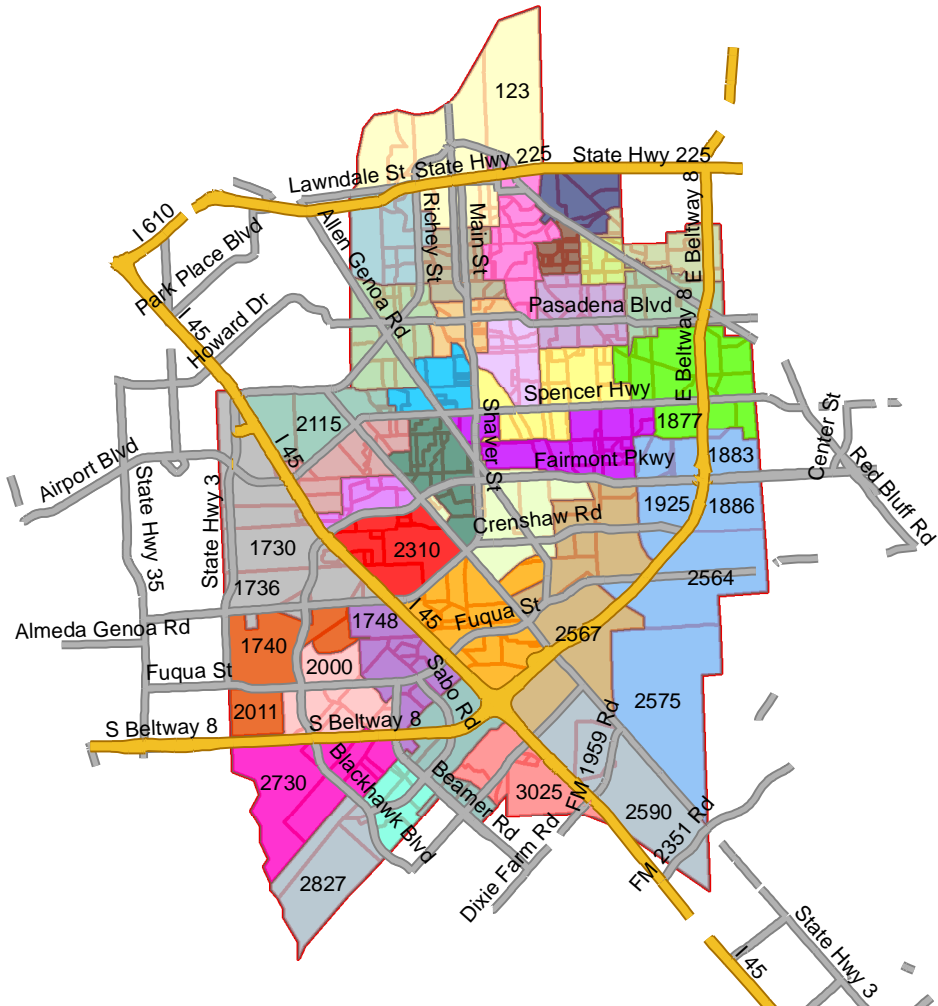 123
State Hwy 225
State Hwy 225
Lawndale St
I 610
Park Place Blvd
Allen Genoa Rd
Richey St
Main St
E Beltway 8
I 45
Howard Dr
Pasadena Blvd
E Beltway 8
Spencer Hwy
2115
Shaver St
1877
Center St
Airport Blvd
I 45
Fairmont Pkwy
1883
Red Bluff Rd
State Hwy 35
State Hwy 3
1925
1886
Crenshaw Rd
1730
2310
2564
1736
I 45
1748
Fuqua St
Almeda Genoa Rd
1740
2567
2000
Fuqua St
Sabo Rd
2575
2011
S Beltway 8
S Beltway 8
FM 1959 Rd
2730
Blackhawk Blvd
Beamer Rd
3025
2590
FM 2351 Rd
Dixie Farm Rd
2827
State Hwy 3
I 45